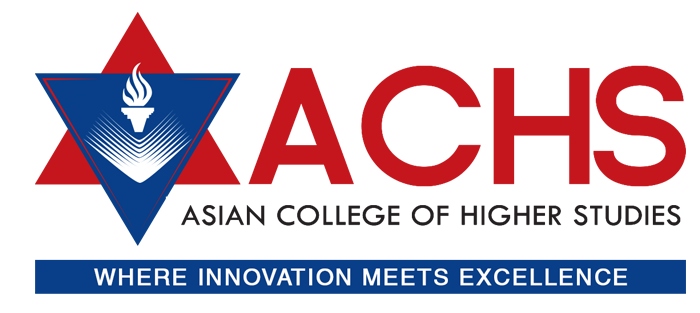 ACHS
ASIAN COLLEGE OF HIGHER STUDIES
WHERE INNOVATION MEETS EXCELLENCE